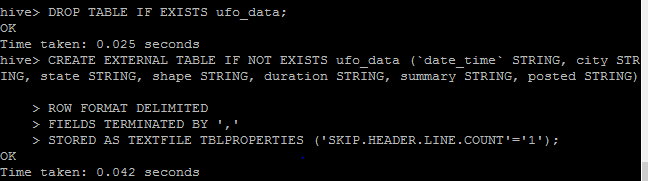 hive> DROP TABLE IF EXISTS ufo_data;
OK
Time taken: 0.025 seconds
hive> CREATE EXTERNAL TABLE IF NOT EXISTS ufo_data (`date_time` STRING, city STR
ING, state STRING, shape STRING, duration STRING, summary STRING, posted STRING)
    > ROW FORMAT DELIMITED
    > FIELDS TERMINATED BY ','
    > STORED AS TEXTFILE TBLPROPERTIES ('SKIP.HEADER.LINE.COUNT'='1');
OK
Time taken: 0.042 seconds